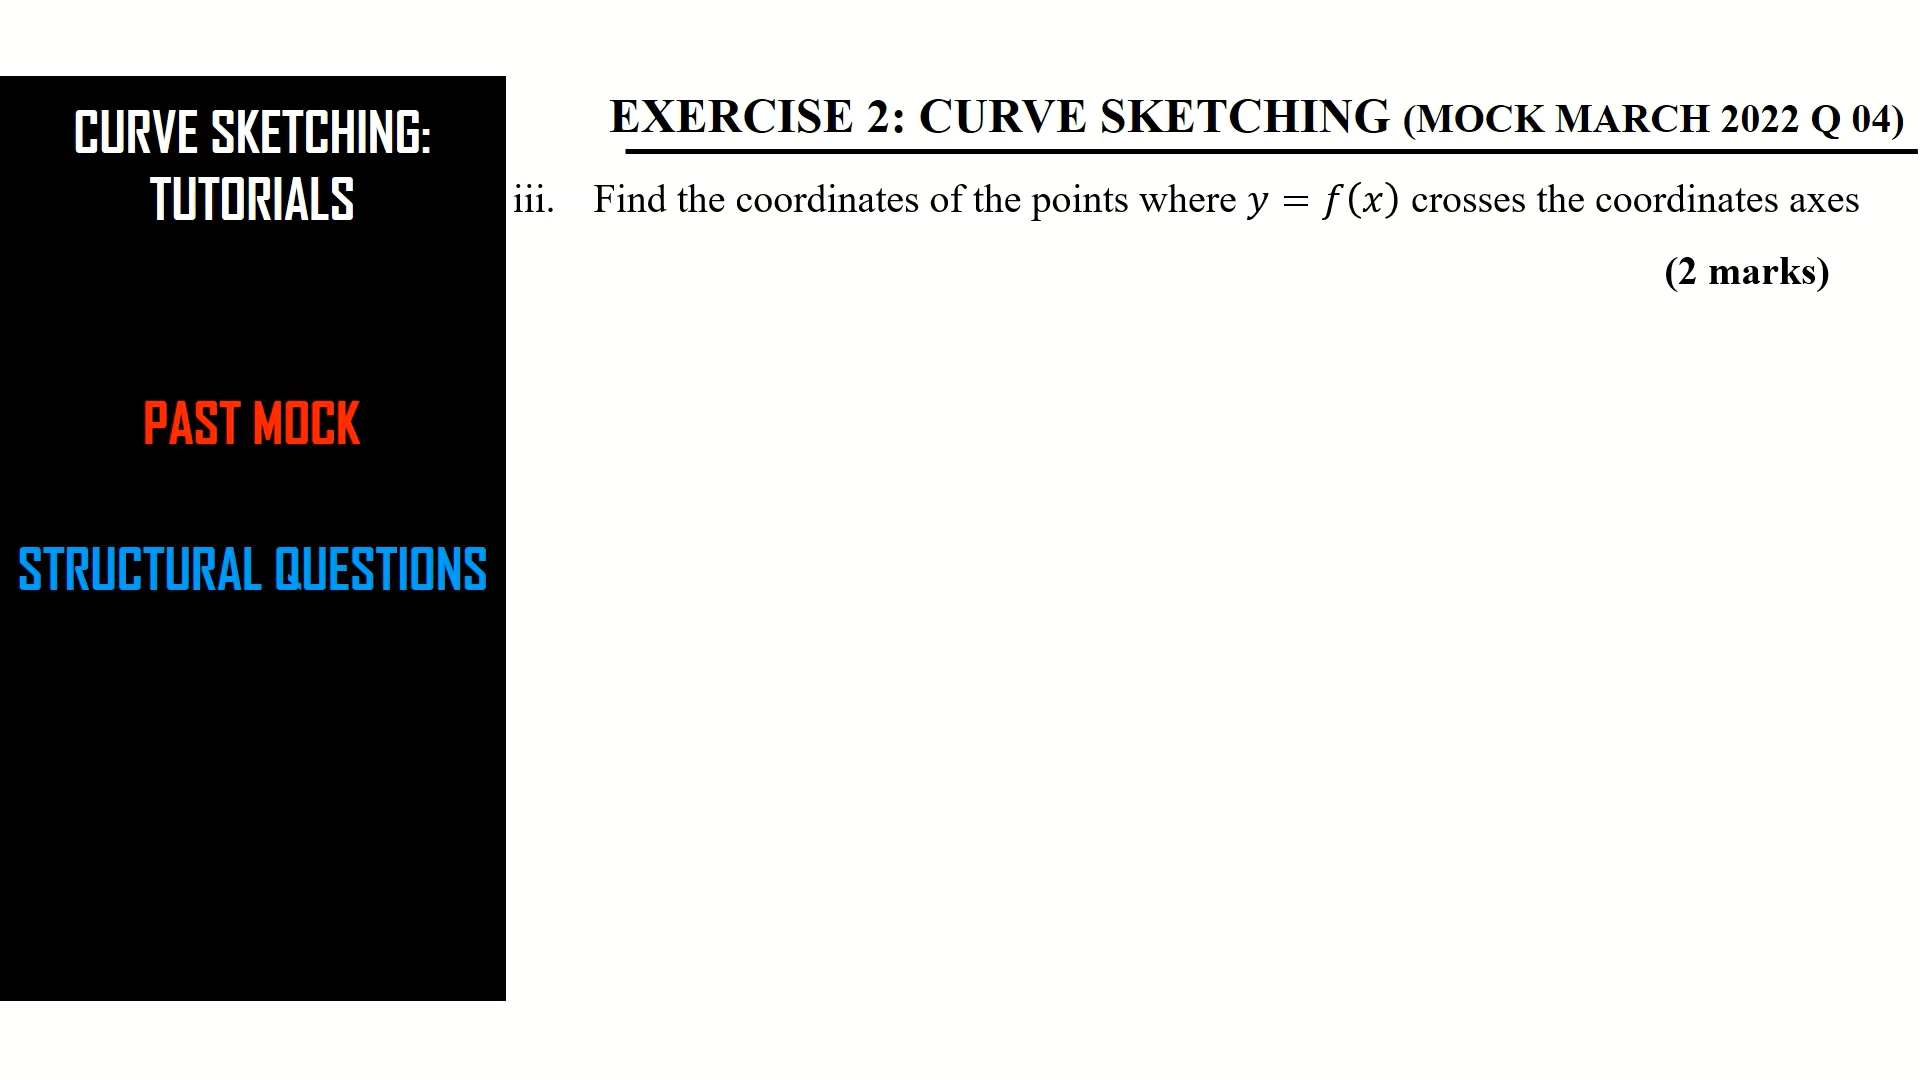 CURVE SKETCHING:
TUTORIALS
PAST MOCK
STRUCTURAL QUESTIONS
EXERCISE 2: CURVE SKETCHING (MOCK MARCH 2022 Q 04)
iii. Find the coordinates of the points where y = f(x) crosses the coordinates axes
(2 marks)